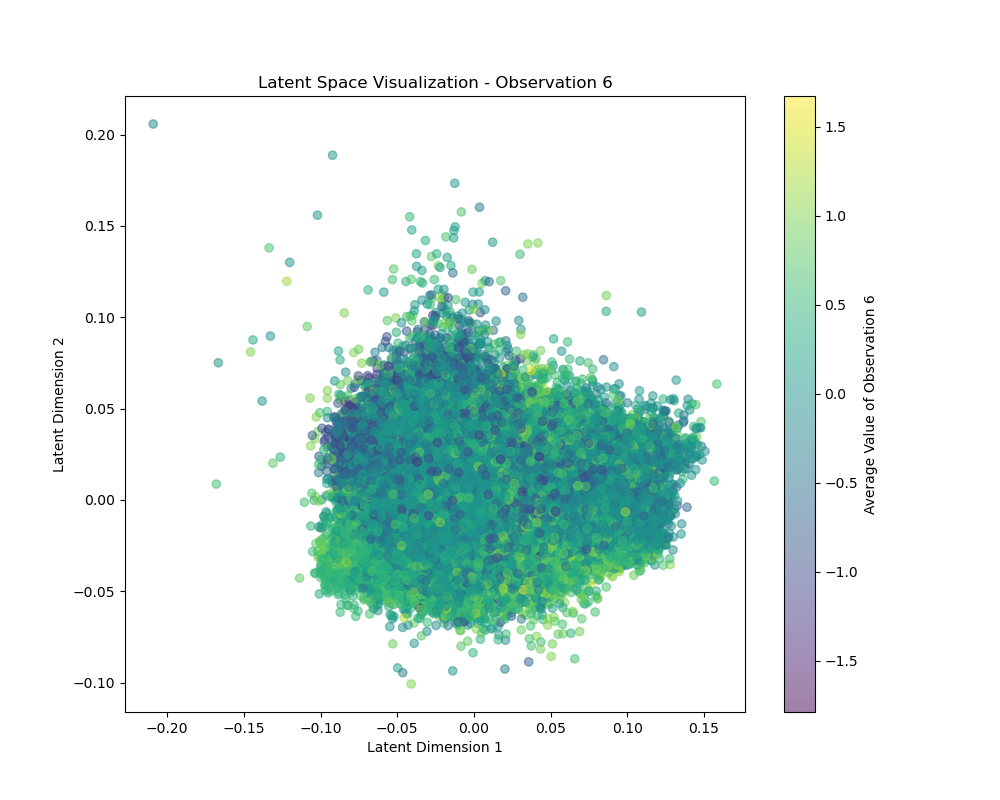 Latent Space Visualization - Observation 6
0.20
0.15
0.10
0.05
0.00
−0.05
−0.10
Latent Dimension 2
−0.20 −0.15 −0.10 −0.05 0.00 0.05 0.10 0.15
Latent Dimension 1
1.5
1.0
0.5
0.0
−0.5
−1.0
−1.5
Average Value of Observation 6